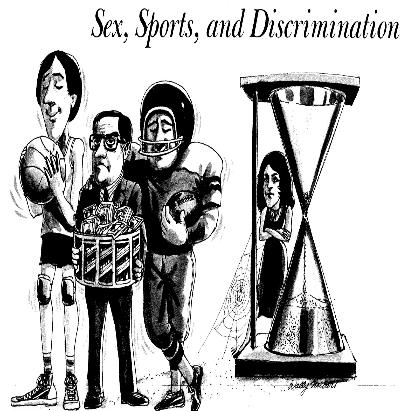 Sex, Sports, and Discrimination